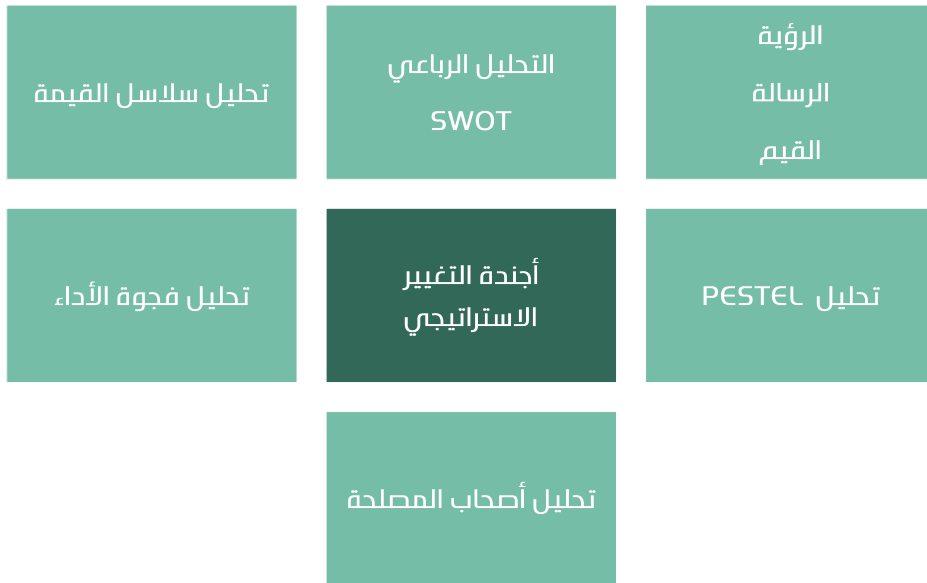 الرؤية
الرسالة
القيم
التحليل الرباعي
SWOT
تحليل سلاسل القيمة
تحليل PESTEL
أجندة التغيير
الاستراتيجي
تحليل فجوة الأداء
تحليل أصحاب المصلحة